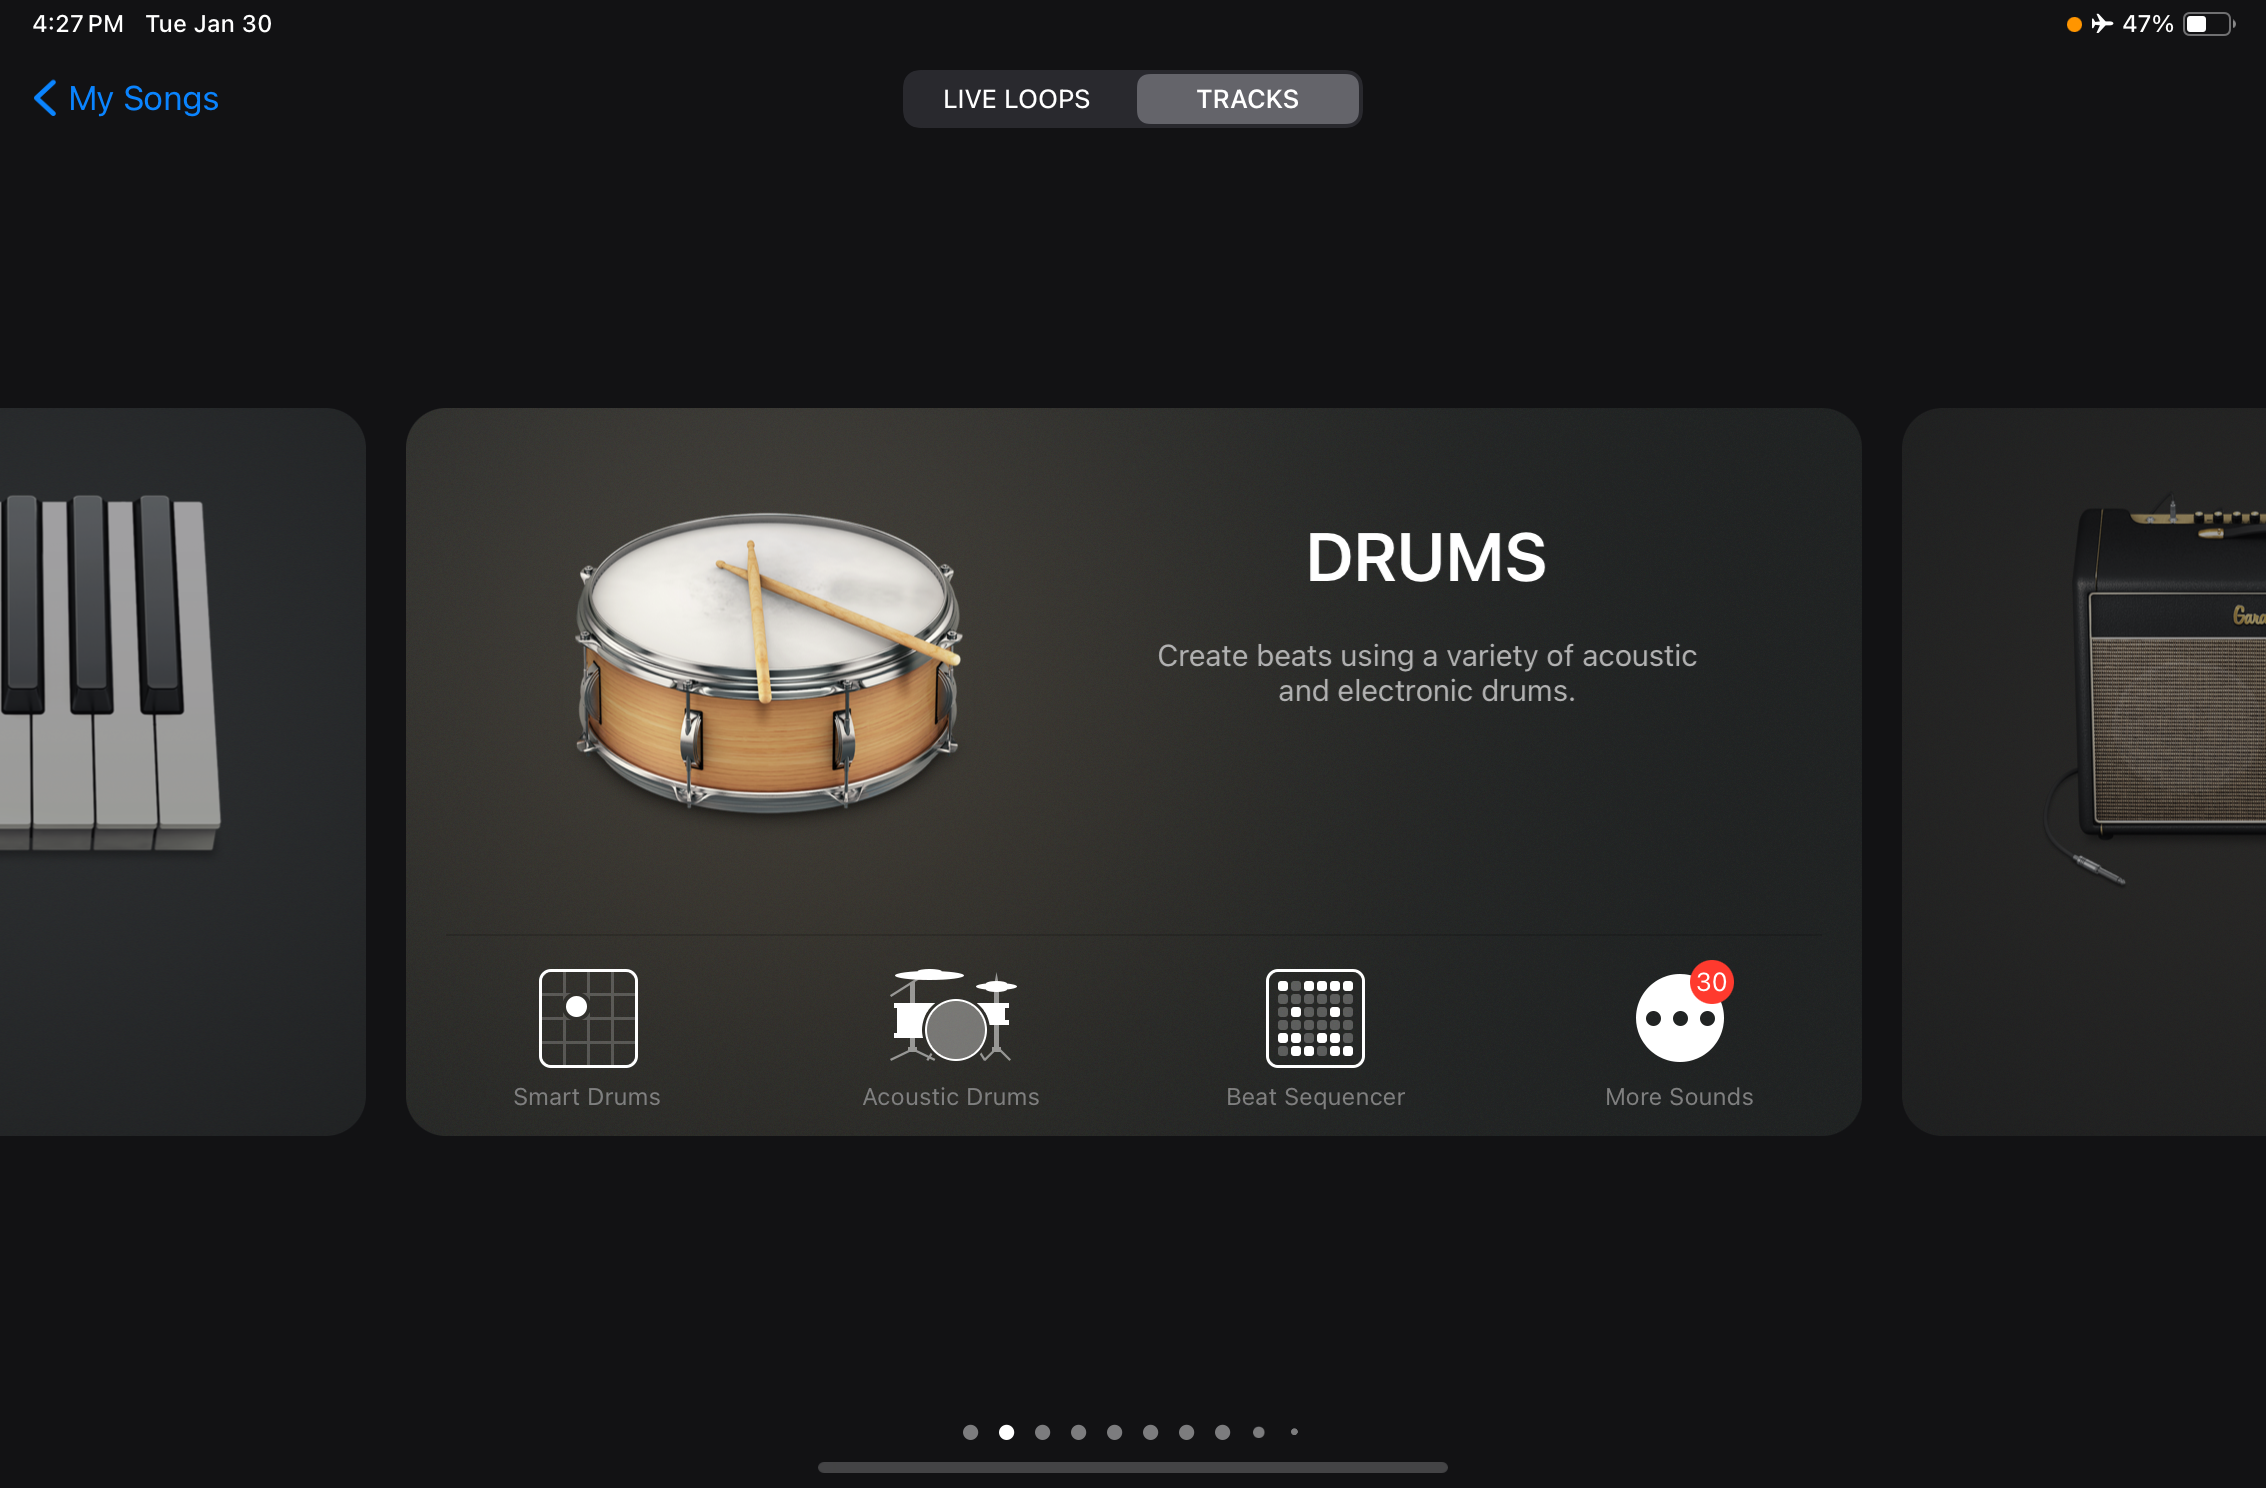 4:27 PM Tue Jan 30
47%
My Songs
LIVE LOOPS
TRACKS
DRUMS
Create beats using a variety of acoustic
and electronic drums.
Smart Drums
Acoustic Drums
Beat Sequencer
30
More Sounds